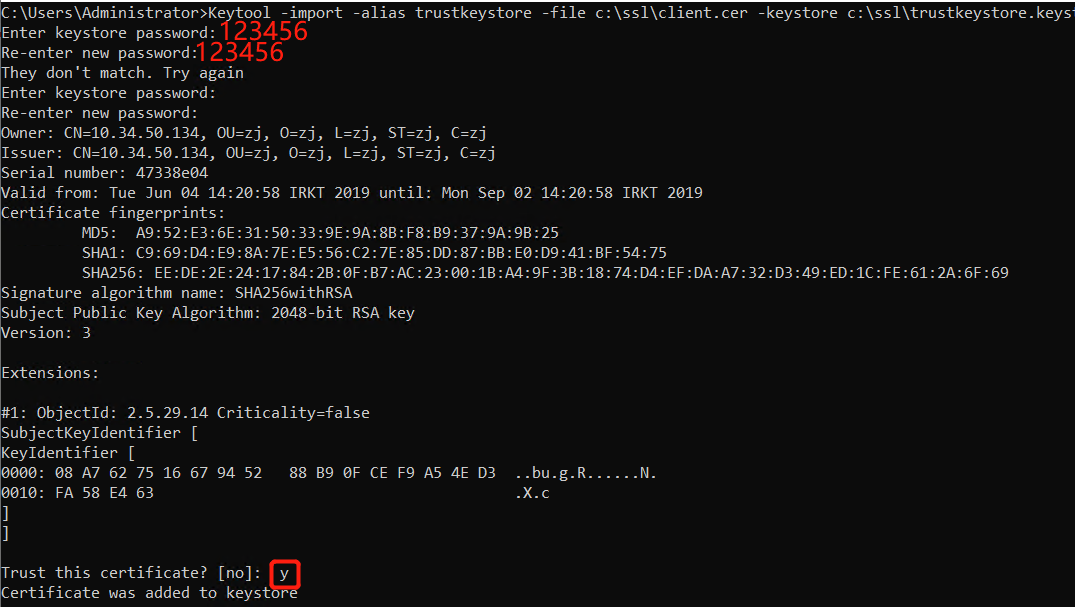 C:\Users\Administrator>Keytool -import -alias trustkeystore -file c:\ssl\client.cer -keystore c:\ssl\trustkeystore.keyst
Enter keystore password: 123456
Re-enter new password:123456
They don't match. Try again
Enter keystore password:
Re-enter new password:
Owner: CN=10.34.50.134, OU=zj, O=zj, L=zj, ST=zj, C=zj
Issuer: CN=10.34.50.134, OU=zj, O=zj, L=zj, ST=zj, C=zj
Serial number: 47338e04
Valid from: Tue Jun 04 14:20:58 IRKT 2019 until: Mon Sep 02 14:20:58 IRKT 2019
Certificate fingerprints:
MD5: A9:52:E3:6E:31:50:33:9E:9A:8B:F8:B9:37:9A:9B:25
SHA1: C9:69:D4:E9:8A:7E:E5:56:C2:7E:85:DD:87:BB:E0:D9:41:BF:54:75
SHA256: EE:DE:2E:24:17:84:2B:0F:B7:AC:23:00:1B:A4:9F:3B:18:74:D4:EF:DA:A7:32:D3:49:ED:1C:FE:61:2A:6F:69
Signature algorithm name: SHA256withRSA
Subject Public Key Algorithm: 2048-bit RSA key
Version: 3
Extensions:
#1: ObjectId: 2.5.29.14 Criticality=false
SubjectKeyIdentifier [
KeyIdentifier [
0000: 08 A7 62 75 16 67 94 52 88 B9 0F CE F9 A5 4E D3 ..bu.g.R......N.
0010: FA 58 E4 63 .X.c
]
]
Trust this certificate? [no]: y
Certificate was added to keystore